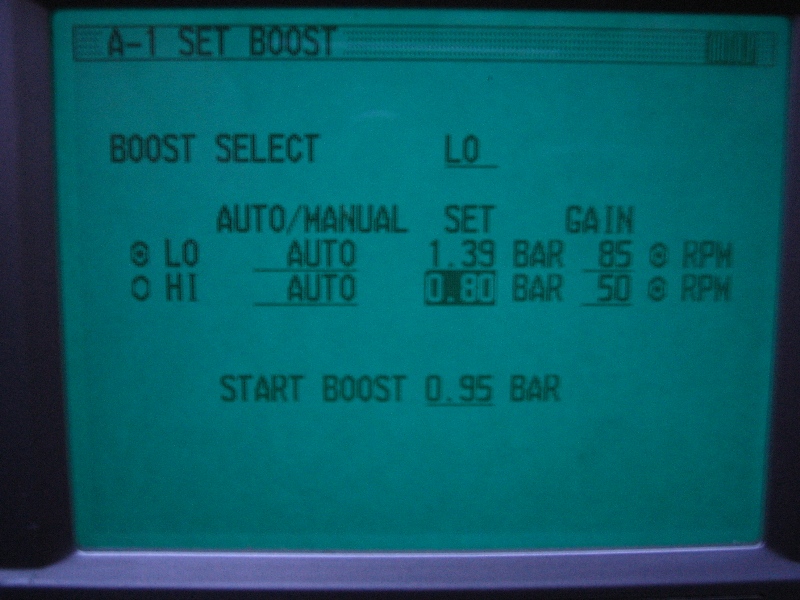 A-1 SET BOOST
BOOST SELECT LO
AUTO/MANUAL SET GAIN
LO AUTO 1.39 BAR 85 RPM
HI AUTO 0.80 BAR 50 RPM
START BOOST 0.95 BAR